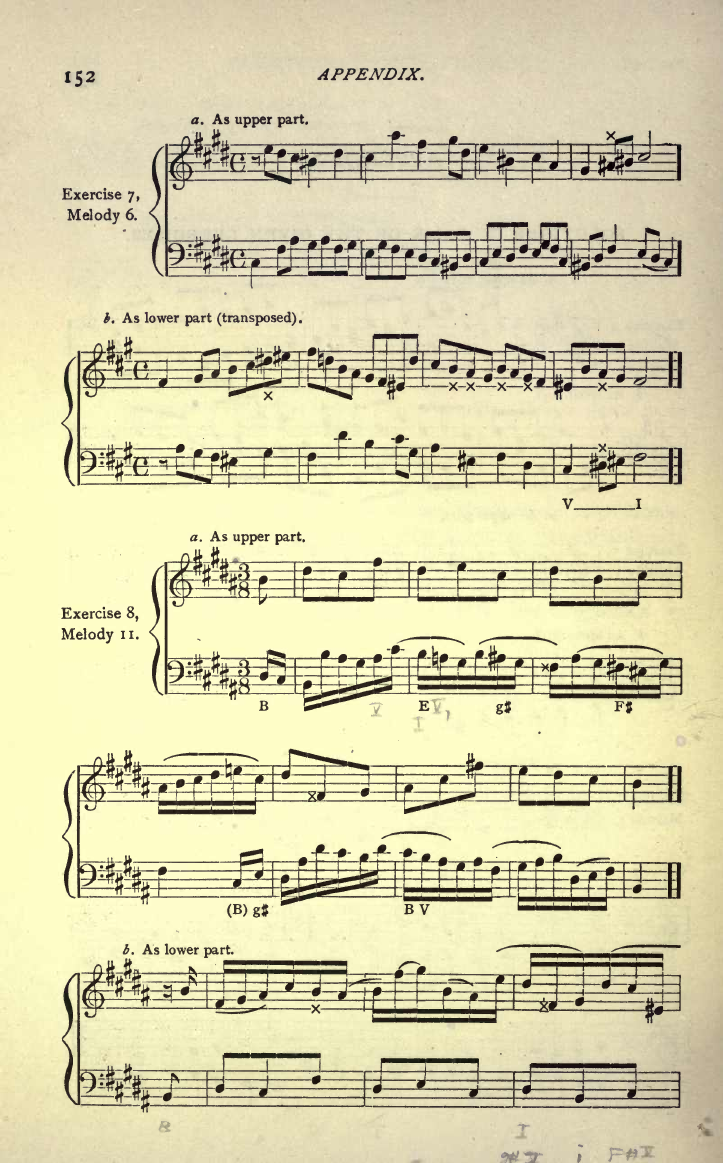 152
APPENDIX.
a. As upper part.
Exercise 7,
Melody 6.
b. As lower part (transposed).
V I
a. As upper part.
Exercise 8,
Melody 11.
B V E V, g♯ F♯
I
(B) g♯ B V
b. As lower part.
B I
i F#V